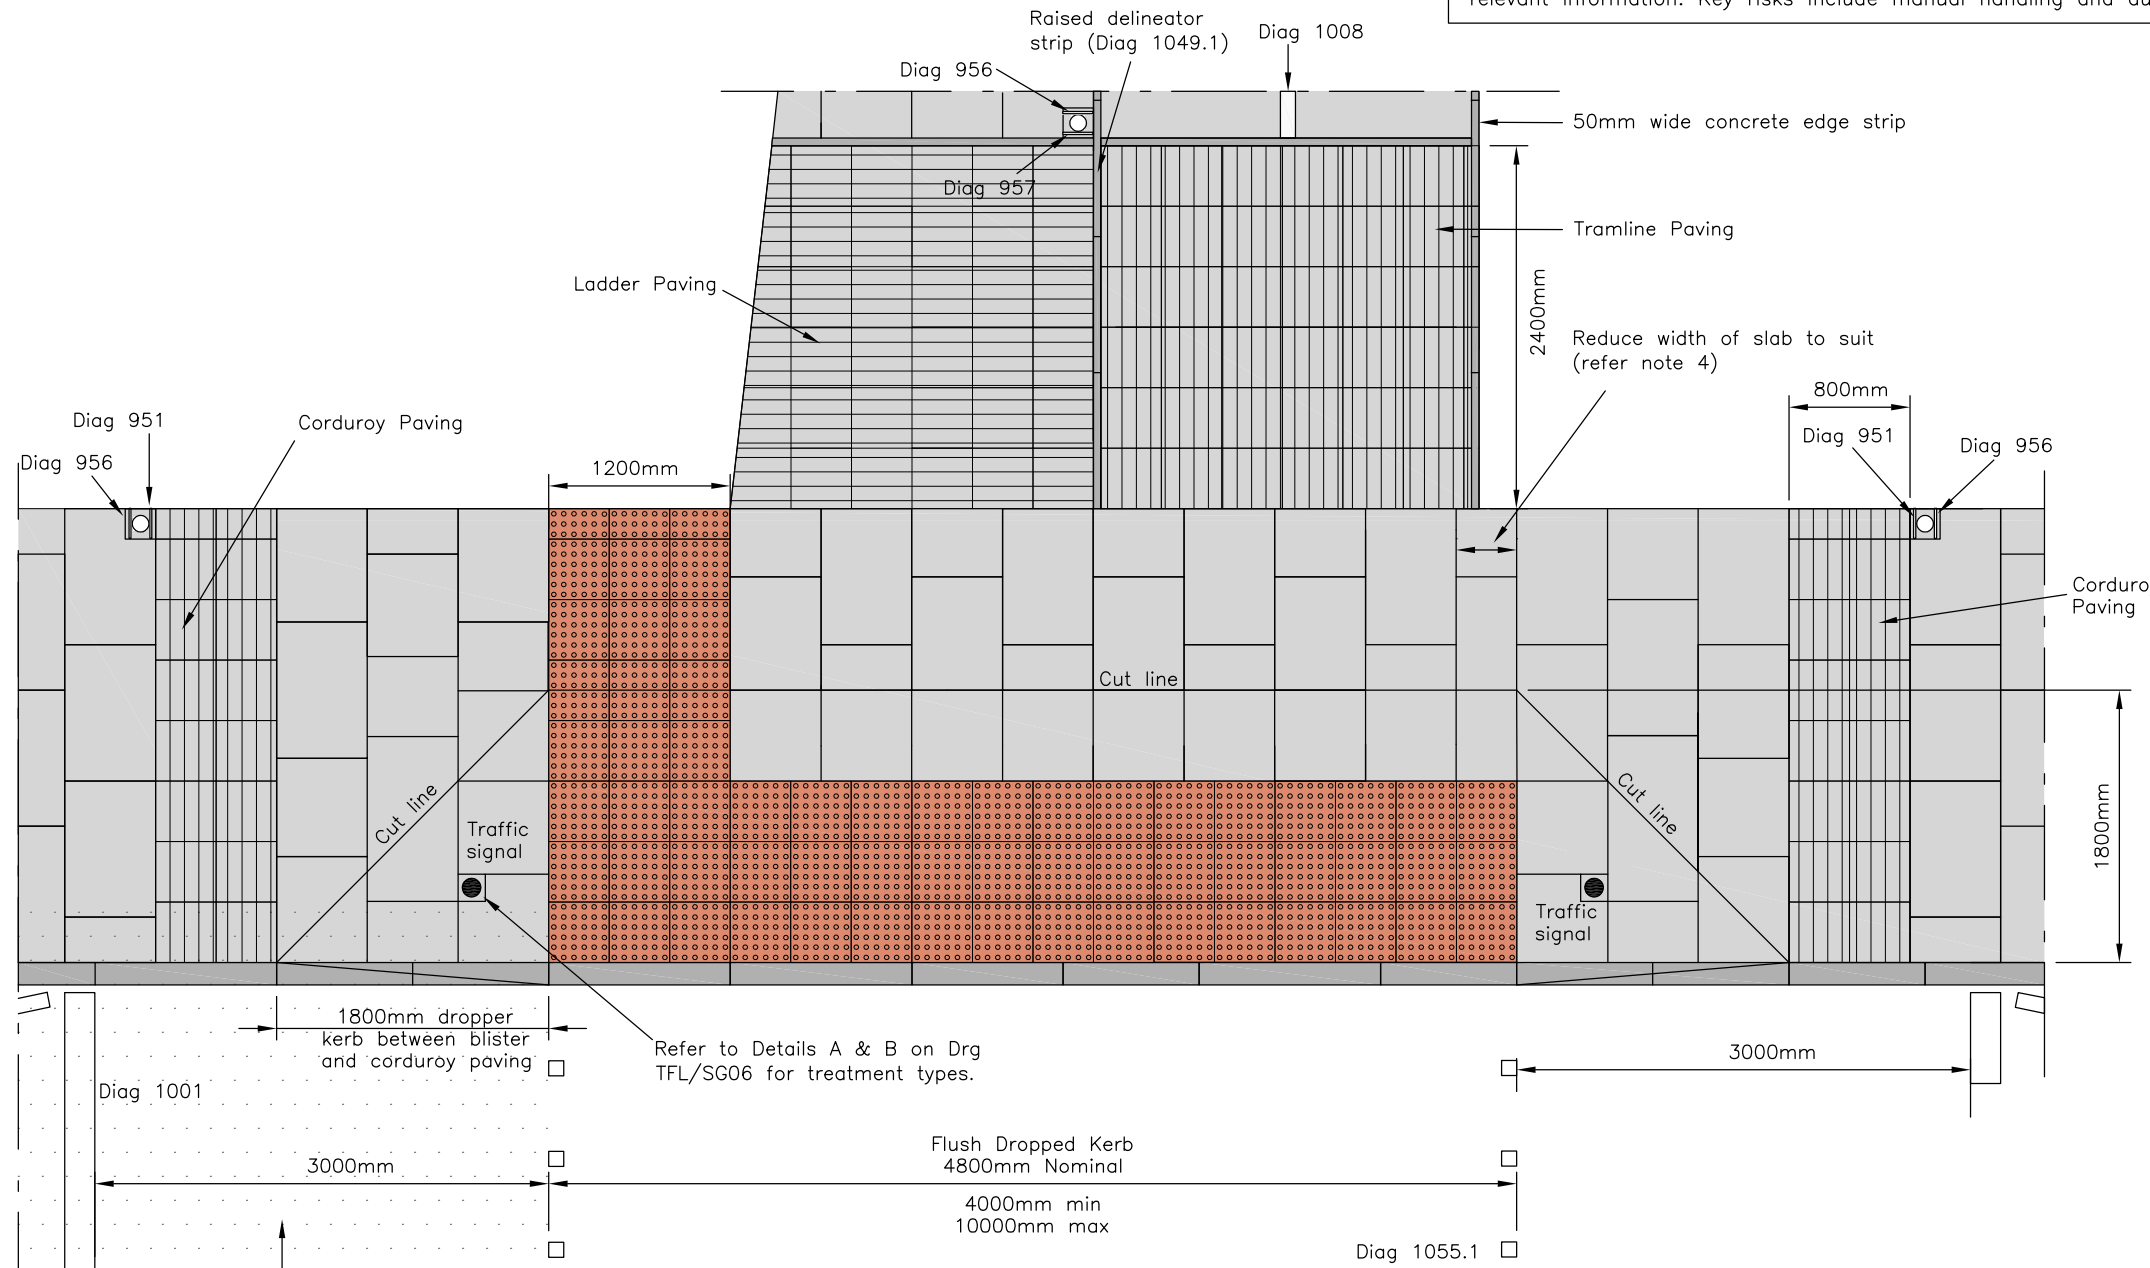 relevant information. Key risks include manual handling and du
Raised delineator
strip (Diag 1049.1)
Diag 1008
Diag 956
50mm wide concrete edge strip
Diag 957
Tramline Paving
Ladder Paving
2400mm
Reduce width of slab to suit
(refer note 4)
800mm
Diag 951
Corduroy Paving
Diag 951
Diag 956
Diag 956
1200mm
Corduro
Paving
Cut line
Cut line
Cut line
Traffic
signal
1800mm
Traffic
signal
1800mm dropper
kerb between blister
and corduroy paving
Refer to Details A & B on Drg
TFL/SG06 for treatment types.
3000mm
Diag 1001
Flush Dropped Kerb
4800mm Nominal
3000mm
4000mm min
10000mm max
Diag 1055.1